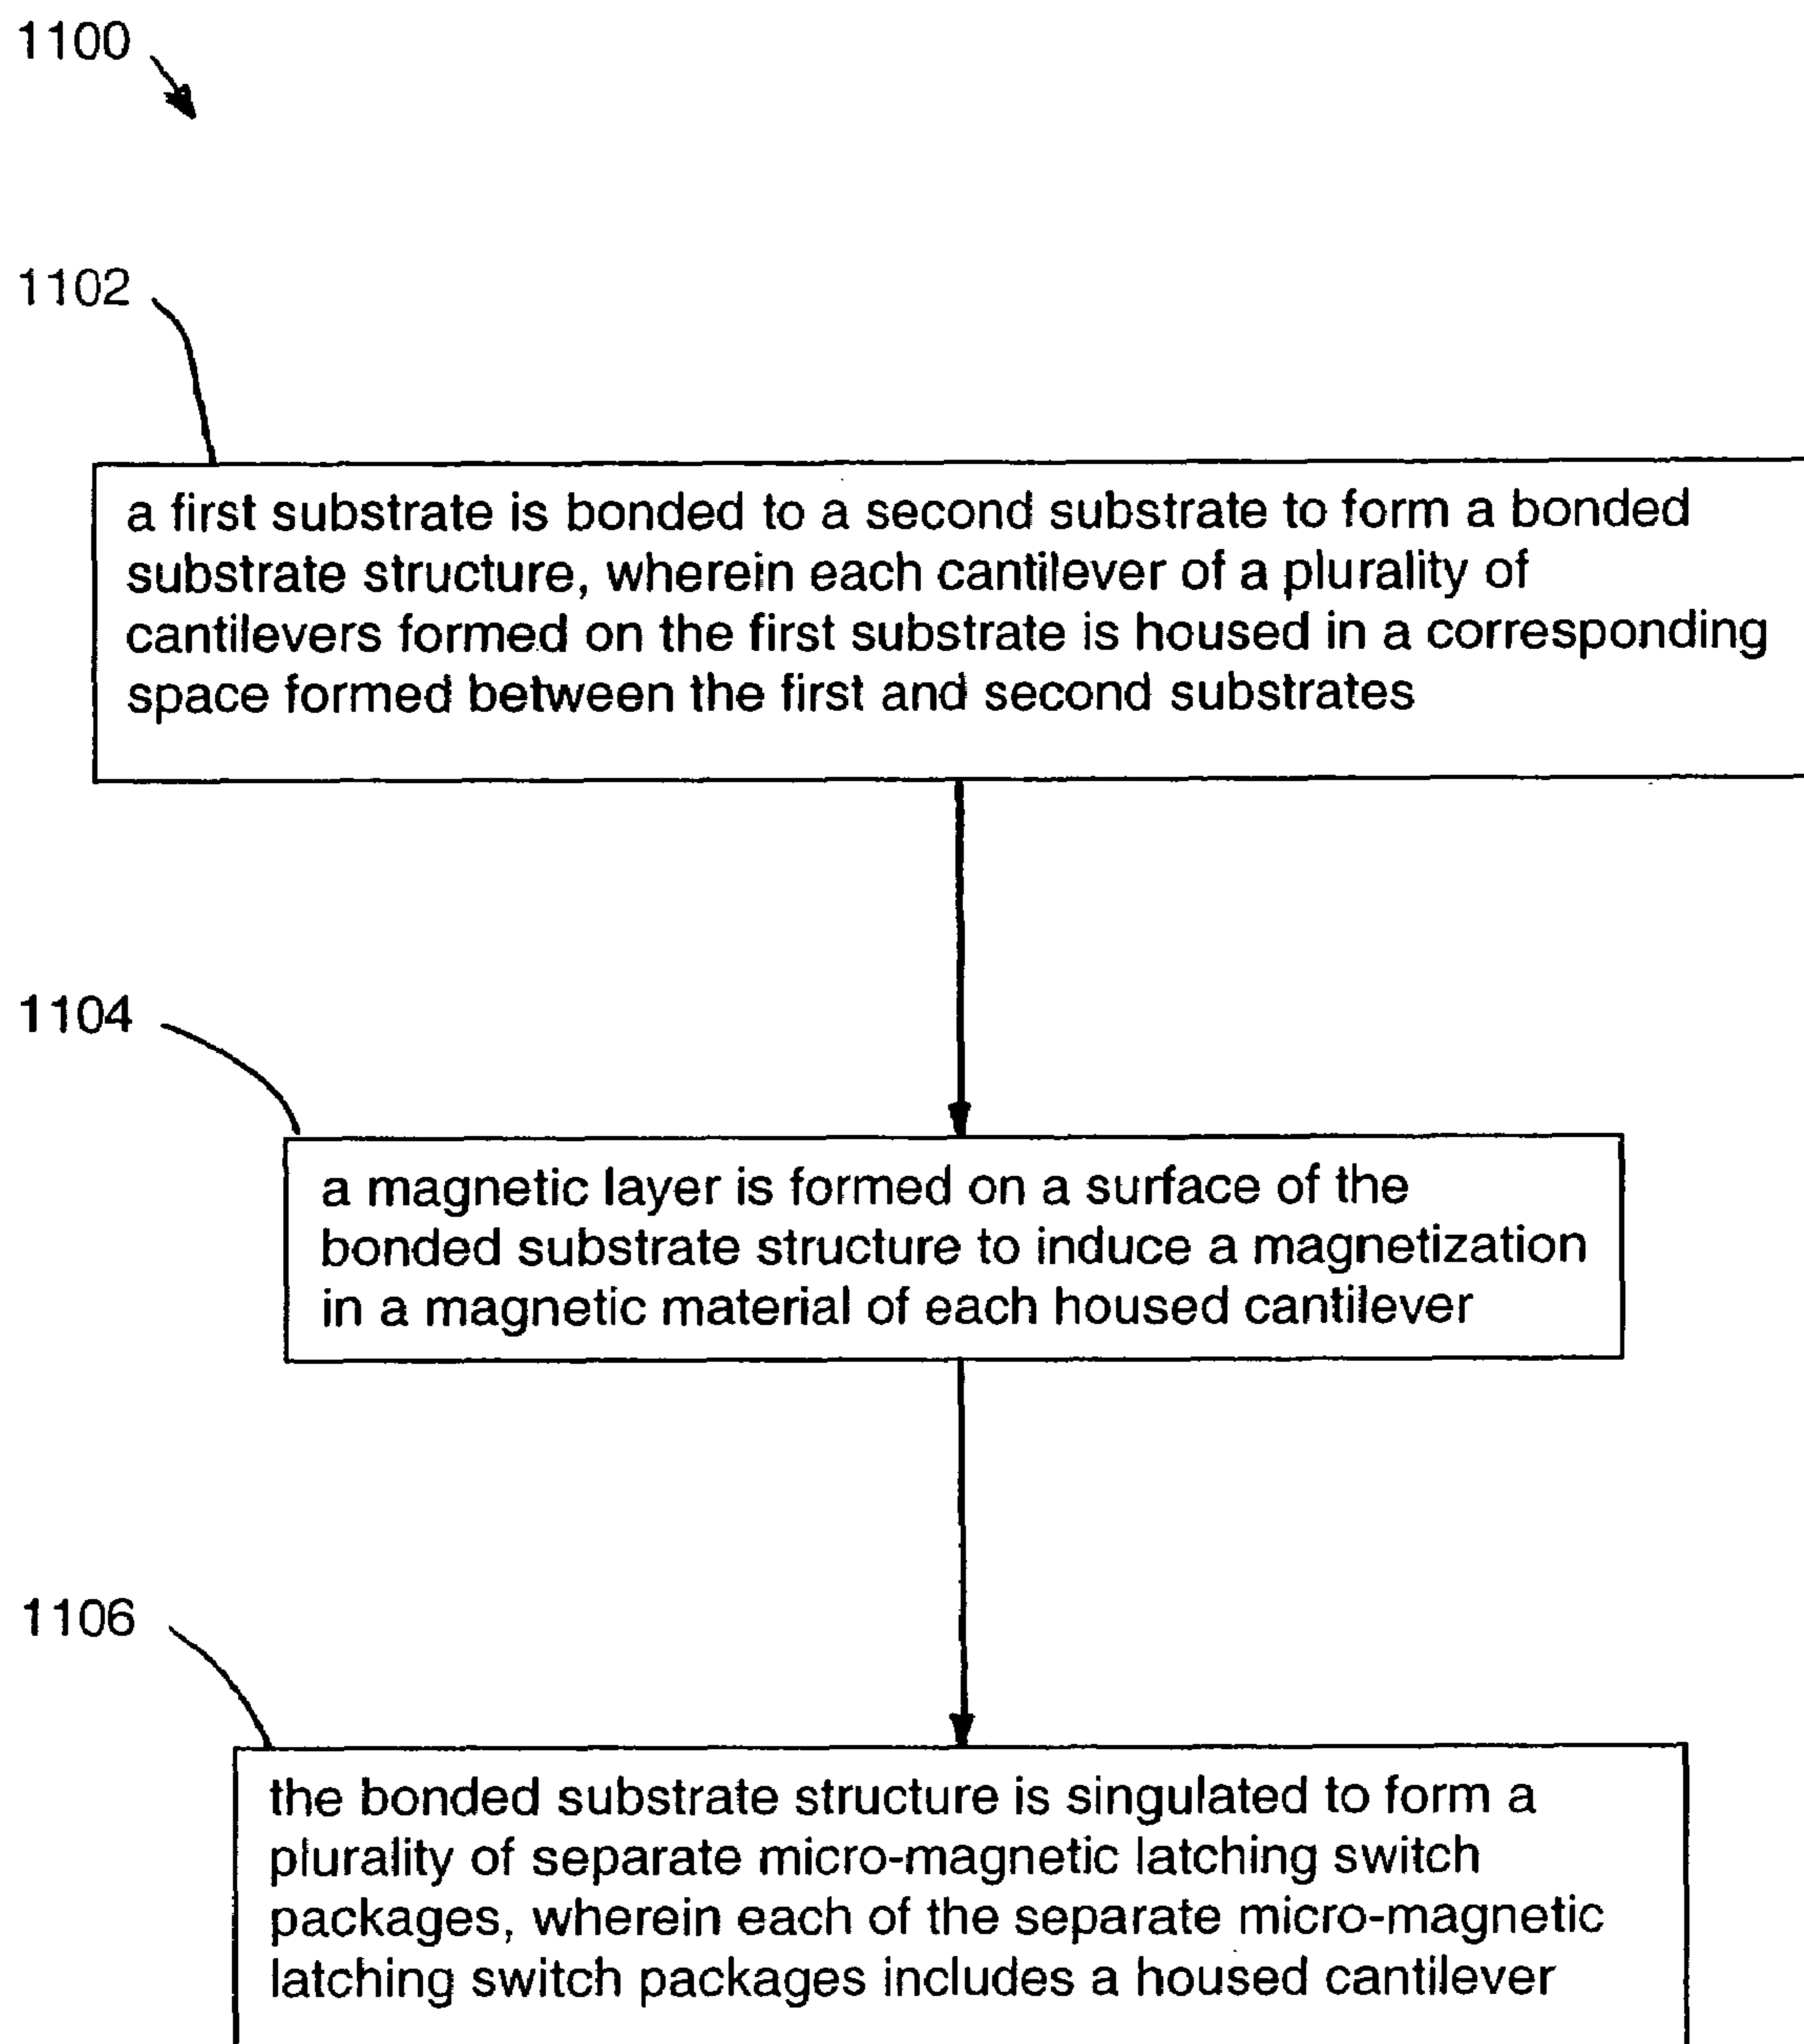 1100
1102
a first substrate is bonded to a second substrate to form a bonded
substrate structure, wherein each cantilever of a plurality of
cantilevers formed on the first substrate is housed in a corresponding
space formed between the first and second substrates
1104
a magnetic layer is formed on a surface of the
bonded substrate structure to induce a magnetization
in a magnetic material of each housed cantilever
1106
the bonded substrate structure is singulated to form a
plurality of separate micro-magnetic latching switch
packages, wherein each of the separate micro-magnetic
latching switch packages includes a housed cantilever